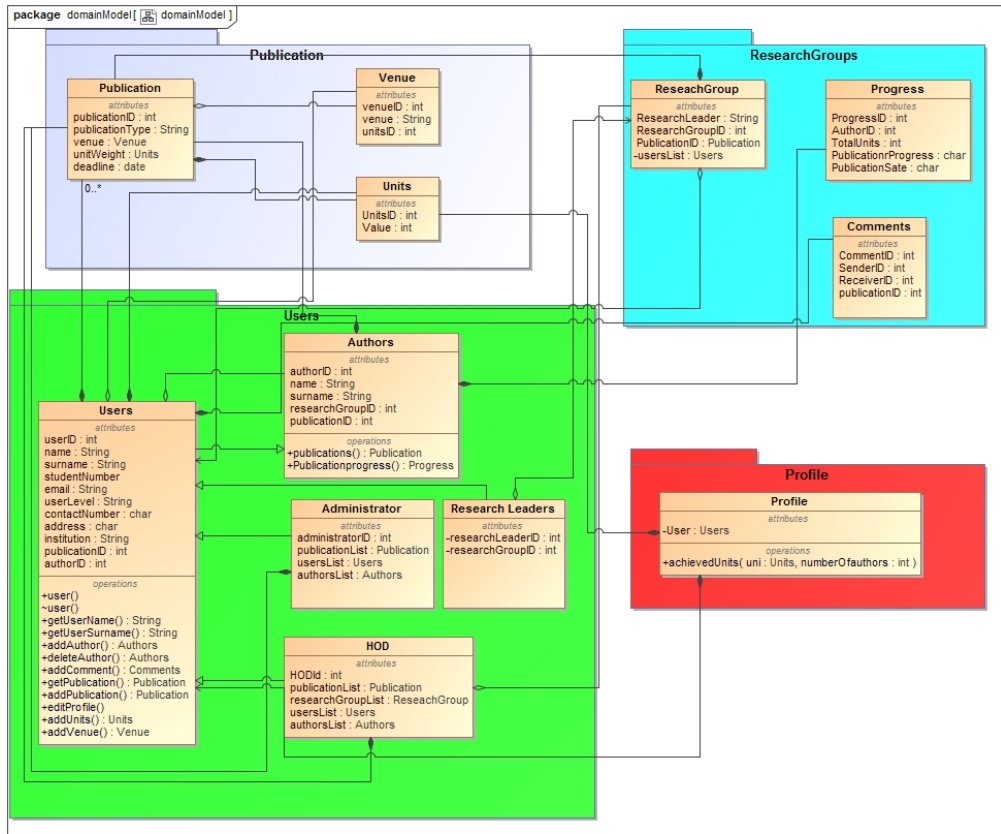 package domainModel [ domainModel ]
Publication
Publication
attributes
publicationID : int
publicationType : String
venue : Venue
unitWeight : Units
deadline : date
0..*
Venue
attributes
venueID : int
venue : String
unitsID : int
Units
attributes
UnitsID : int
Value : int
ResearchGroups
ReseachGroup
attributes
ResearchLeader : String
ResearchGroupID : int
PublicationID : Publication
-usersList : Users
Progress
attributes
ProgressID : int
AuthorID : int
TotalUnits : int
PublicationrProgress : char
PublicationSate : char
Comments
attributes
CommentID : int
SenderID : int
ReceiverID : int
publicationID : int
Users
Authors
attributes
authorID : int
name : String
surname : String
researchGroupID : int
publicationID : int
operations
+publications() : Publication
+Publicationprogress() : Progress
Users
attributes
userID : int
name : String
surname : String
studentNumber
email : String
userLevel : String
contactNumber : char
address : char
institution : String
publicationID : int
authorID : int
operations
+user()
~user()
+getUserName() : String
+getUserSurname() : String
+addAuthor() : Authors
+deleteAuthor() : Authors
+addComment() : Comments
+getPublication() : Publication
+addPublication() : Publication
+editProfile()
+addUnits() : Units
+addVenue() : Venue
Administrator
attributes
administratorID : int
publicationList : Publication
usersList : Users
authorsList : Authors
Research Leaders
attributes
-researchLeaderID : int
-researchGroupID : int
HOD
attributes
HODId : int
publicationList : Publication
researchGroupList : ReseachGroup
usersList : Users
authorsList : Authors
Profile
Profile
attributes
-User : Users
operations
+achievedUnits( uni : Units, numberOfauthors : int )